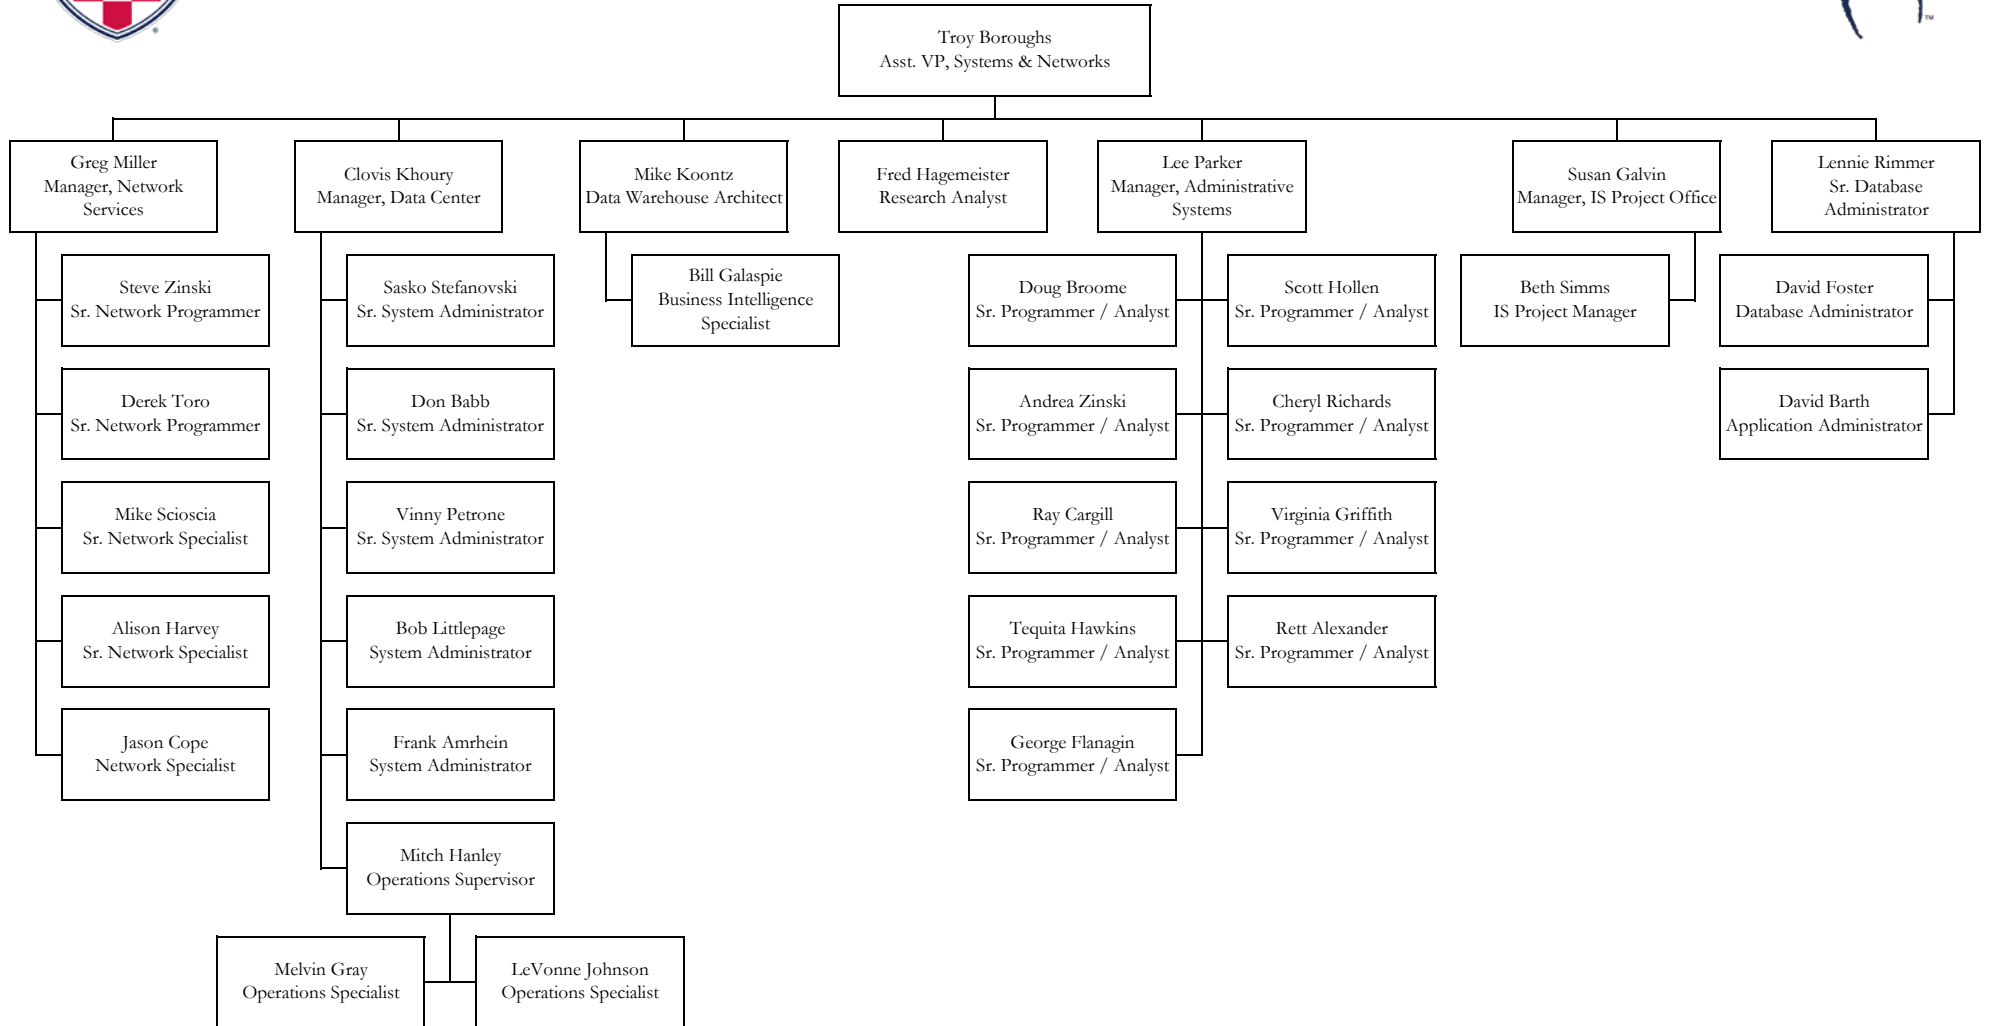 Troy Boroughs
Asst. VP, Systems & Networks
Greg Miller
Manager, Network
Services
Clovis Khoury
Manager, Data Center
Mike Koontz
Data Warehouse Architect
Fred Hagemeister
Research Analyst
Lee Parker
Manager, Administrative
Systems
Susan Galvin
Manager, IS Project Office
Lennie Rimmer
Sr. Database
Administrator
Steve Zinski
Sr. Network Programmer
Sasko Stefanovski
Sr. System Administrator
Bill Galaspie
Business Intelligence
Specialist
Doug Broome
Sr. Programmer / Analyst
Scott Hollen
Sr. Programmer / Analyst
Beth Simms
IS Project Manager
David Foster
Database Administrator
Derek Toro
Sr. Network Programmer
Don Babb
Sr. System Administrator
Andrea Zinski
Sr. Programmer / Analyst
Cheryl Richards
Sr. Programmer / Analyst
David Barth
Application Administrator
Mike Scioscia
Sr. Network Specialist
Vinny Petrone
Sr. System Administrator
Ray Cargill
Sr. Programmer / Analyst
Virginia Griffith
Sr. Programmer / Analyst
Alison Harvey
Sr. Network Specialist
Bob Littlepage
System Administrator
Tequita Hawkins
Sr. Programmer / Analyst
Rett Alexander
Sr. Programmer / Analyst
Jason Cope
Network Specialist
Frank Amrhein
System Administrator
George Flanagin
Sr. Programmer / Analyst
Mitch Hanley
Operations Supervisor
Melvin Gray
Operations Specialist
LeVonne Johnson
Operations Specialist